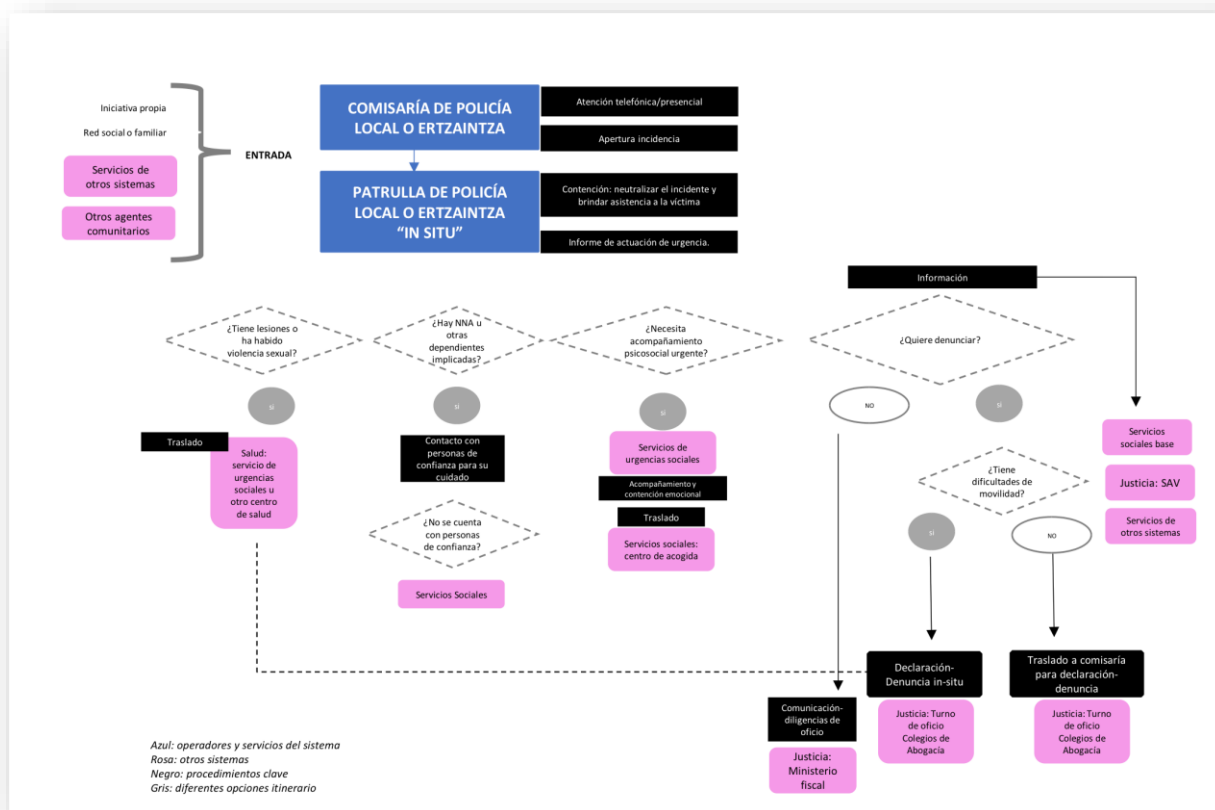 Iniciativa propia
Red social o familiar
Servicios de
otros sistemas
Otros agentes
comunitarios
ENTRADA
COMISARÍA DE POLICÍA
LOCAL O ERTZAINTZA
Atención telefónica/presencial
Apertura incidencia
PATRULLA DE POLICÍA
LOCAL O ERTZAINTZA
“IN SITU”
Contención: neutralizar el incidente y
brindar asistencia a la víctima
Informe de actuación de urgencia.
Información
¿Tiene lesiones o
ha habido
violencia sexual?
¿Hay NNA u
otras
dependientes
implicadas?
¿Necesita
acompañamiento
psicosocial urgente?
¿Quiere denunciar?
si
si
si
NO
si
Traslado
Salud:
servicio de
urgencias
sociales u
otro centro
de salud
Contacto con
personas de
confianza para su
cuidado
¿No se cuenta
con personas
de confianza?
Servicios Sociales
Servicios de
urgencias sociales
Acompañamiento y
contención emocional
Traslado
Servicios sociales:
centro de acogida
¿Tiene
dificultades de
movilidad?
si
NO
Servicios
sociales base
Justicia: SAV
Servicios de
otros sistemas
Comunicación-
diligencias de
oficio
Justicia:
Ministerio
fiscal
Declaración-
Denuncia in-situ
Justicia: Turno
de oficio
Colegios de
Abogacía
Traslado a comisaría
para declaración-
denuncia
Justicia: Turno
de oficio
Colegios de
Abogacía
Azul: operadores y servicios del sistema
Rosa: otros sistemas
Negro: procedimientos clave
Gris: diferentes opciones itinerario